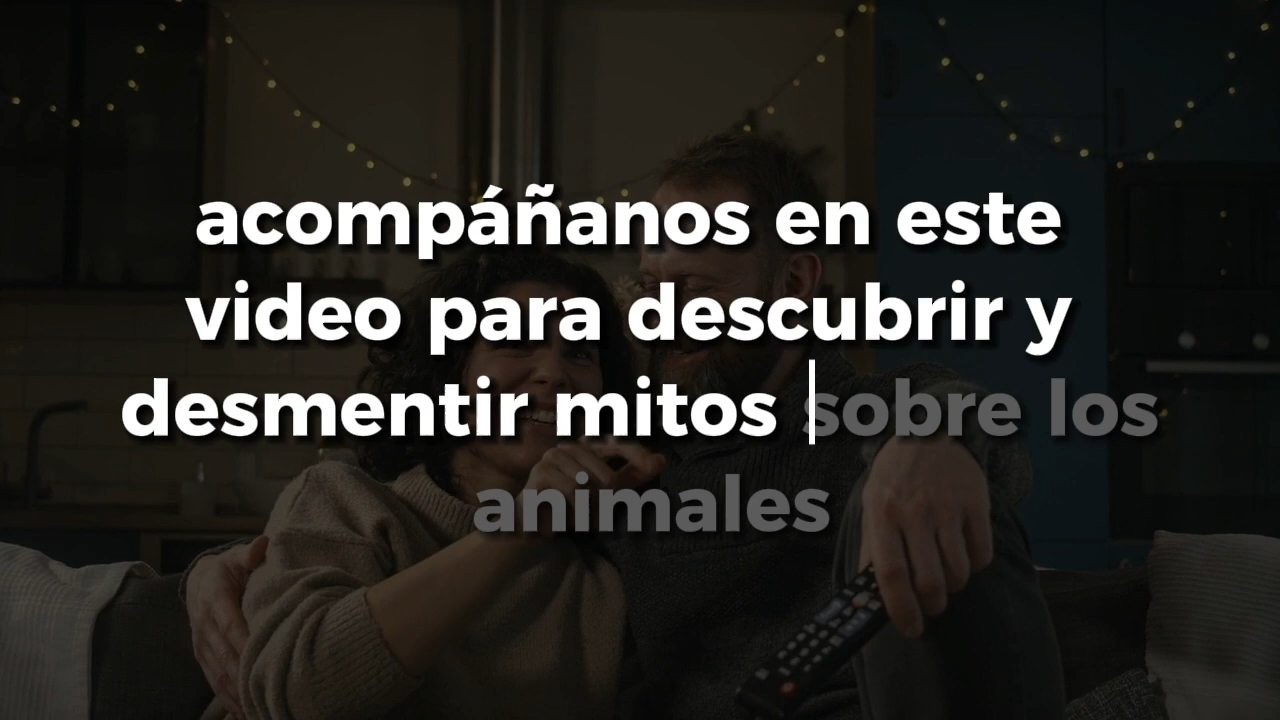 acompáñanos en este
video para descubrir y
desmentir mitos sobre los
animales